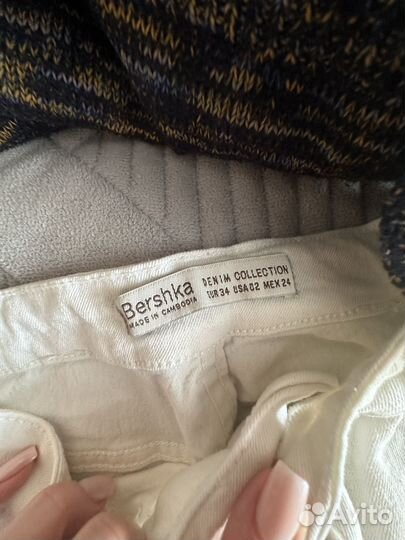 Bershka
MADE IN CAMBODIA
DENIM COLLECTION
EUR 34 USA 02 MEX 24
Avito